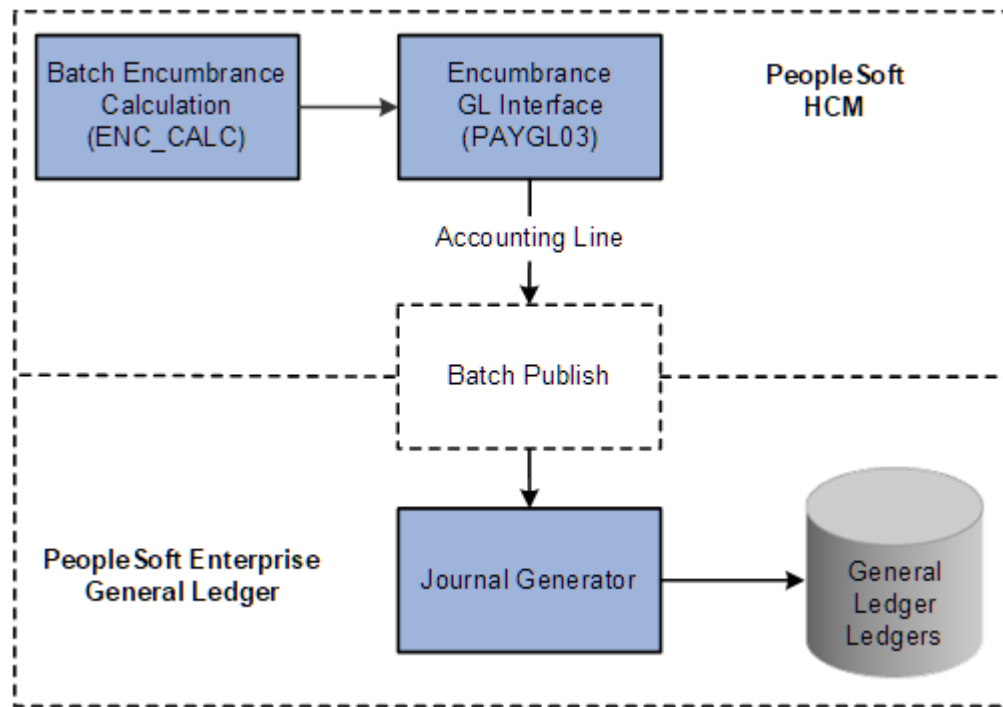 Batch Encumbrance
Calculation
(ENC_CALC)
Encumbrance
GL Interface
(PAYGL03)
PeopleSoft
HCM
Accounting Line
Batch Publish
PeopleSoft Enterprise
General Ledger
Journal Generator
General
Ledger
Ledgers